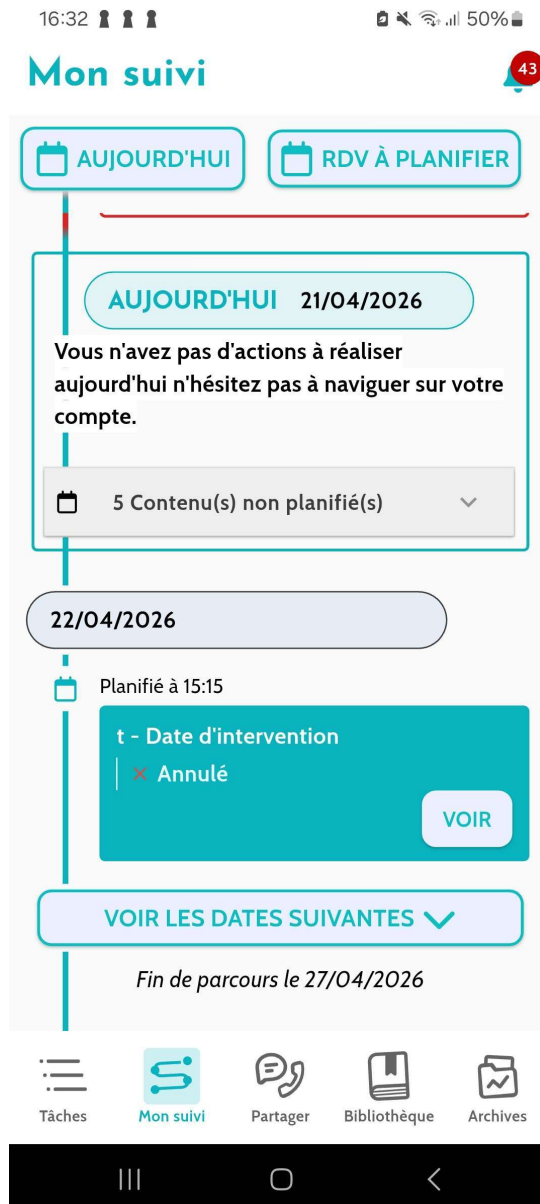 16:32
50%
Mon suivi
43
AUJOURD'HUI
RDV À PLANIFIER
AUJOURD'HUI 21/04/2026
Vous n'avez pas d'actions à réaliser
aujourd'hui n'hésitez pas à naviguer sur votre
compte.
5 Contenu(s) non planifié(s)
22/04/2026
Planifié à 15:15
t - Date d'intervention
Annulé
VOIR
VOIR LES DATES SUIVANTES
Fin de parcours le 27/04/2026
Tâches
Mon suivi
Partager
Bibliothèque
Archives